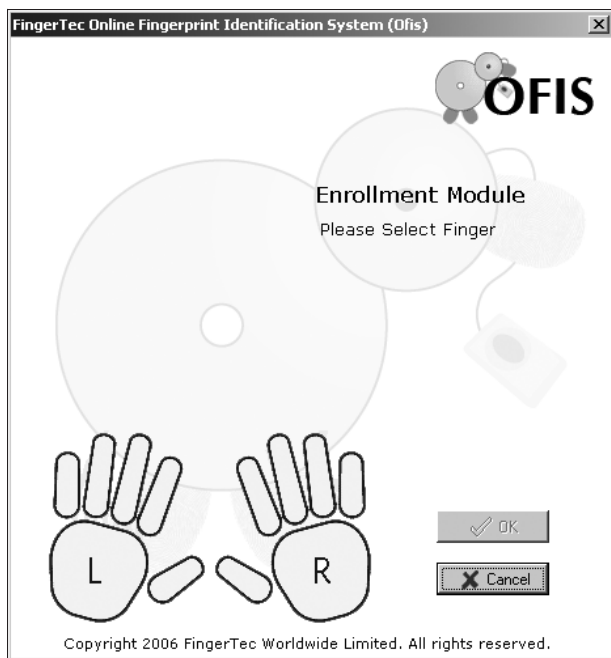 FingerTec Online Fingerprint Identification System (Ofis)
OFIS
Enrollment Module
Please Select Finger
L
R
OK
Cancel
Copyright 2006 FingerTec Worldwide Limited. All rights reserved.